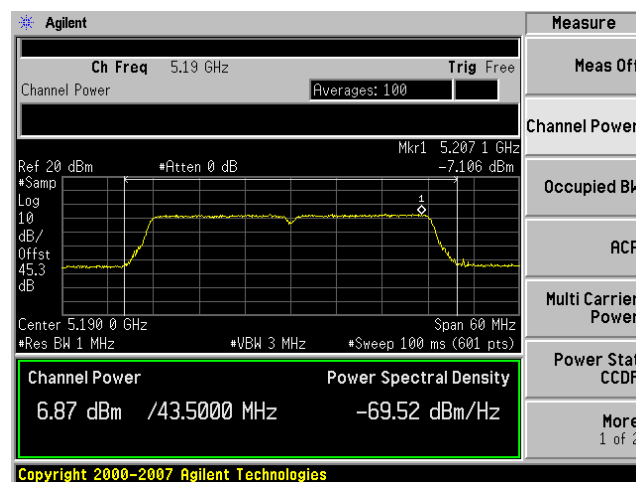 Agilent
Measure
Ch Freq 5.19 GHz Trig Free
Meas Off
Channel Power
Averages: 100
Channel Power
Mkr1 5.207 1 GHz
Ref 20 dBm #Atten 0 dB -7.106 dBm
#Samp
Log
10
dB/
Offst
45.3
dB
1
Occupied BW
ACP
Multi Carrier
Power
Center 5.190 0 GHz Span 60 MHz
#Res BW 1 MHz #VBW 3 MHz #Sweep 100 ms (601 pts)
Power Stat
CCDF
Channel Power Power Spectral Density
6.87 dBm /43.5000 MHz -69.52 dBm/Hz
More
1 of 2
Copyright 2000-2007 Agilent Technologies